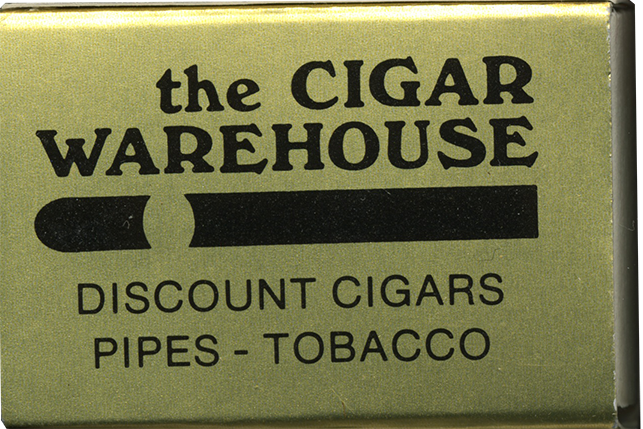 the CIGAR
WAREHOUSE
DISCOUNT CIGARS
PIPES - TOBACCO